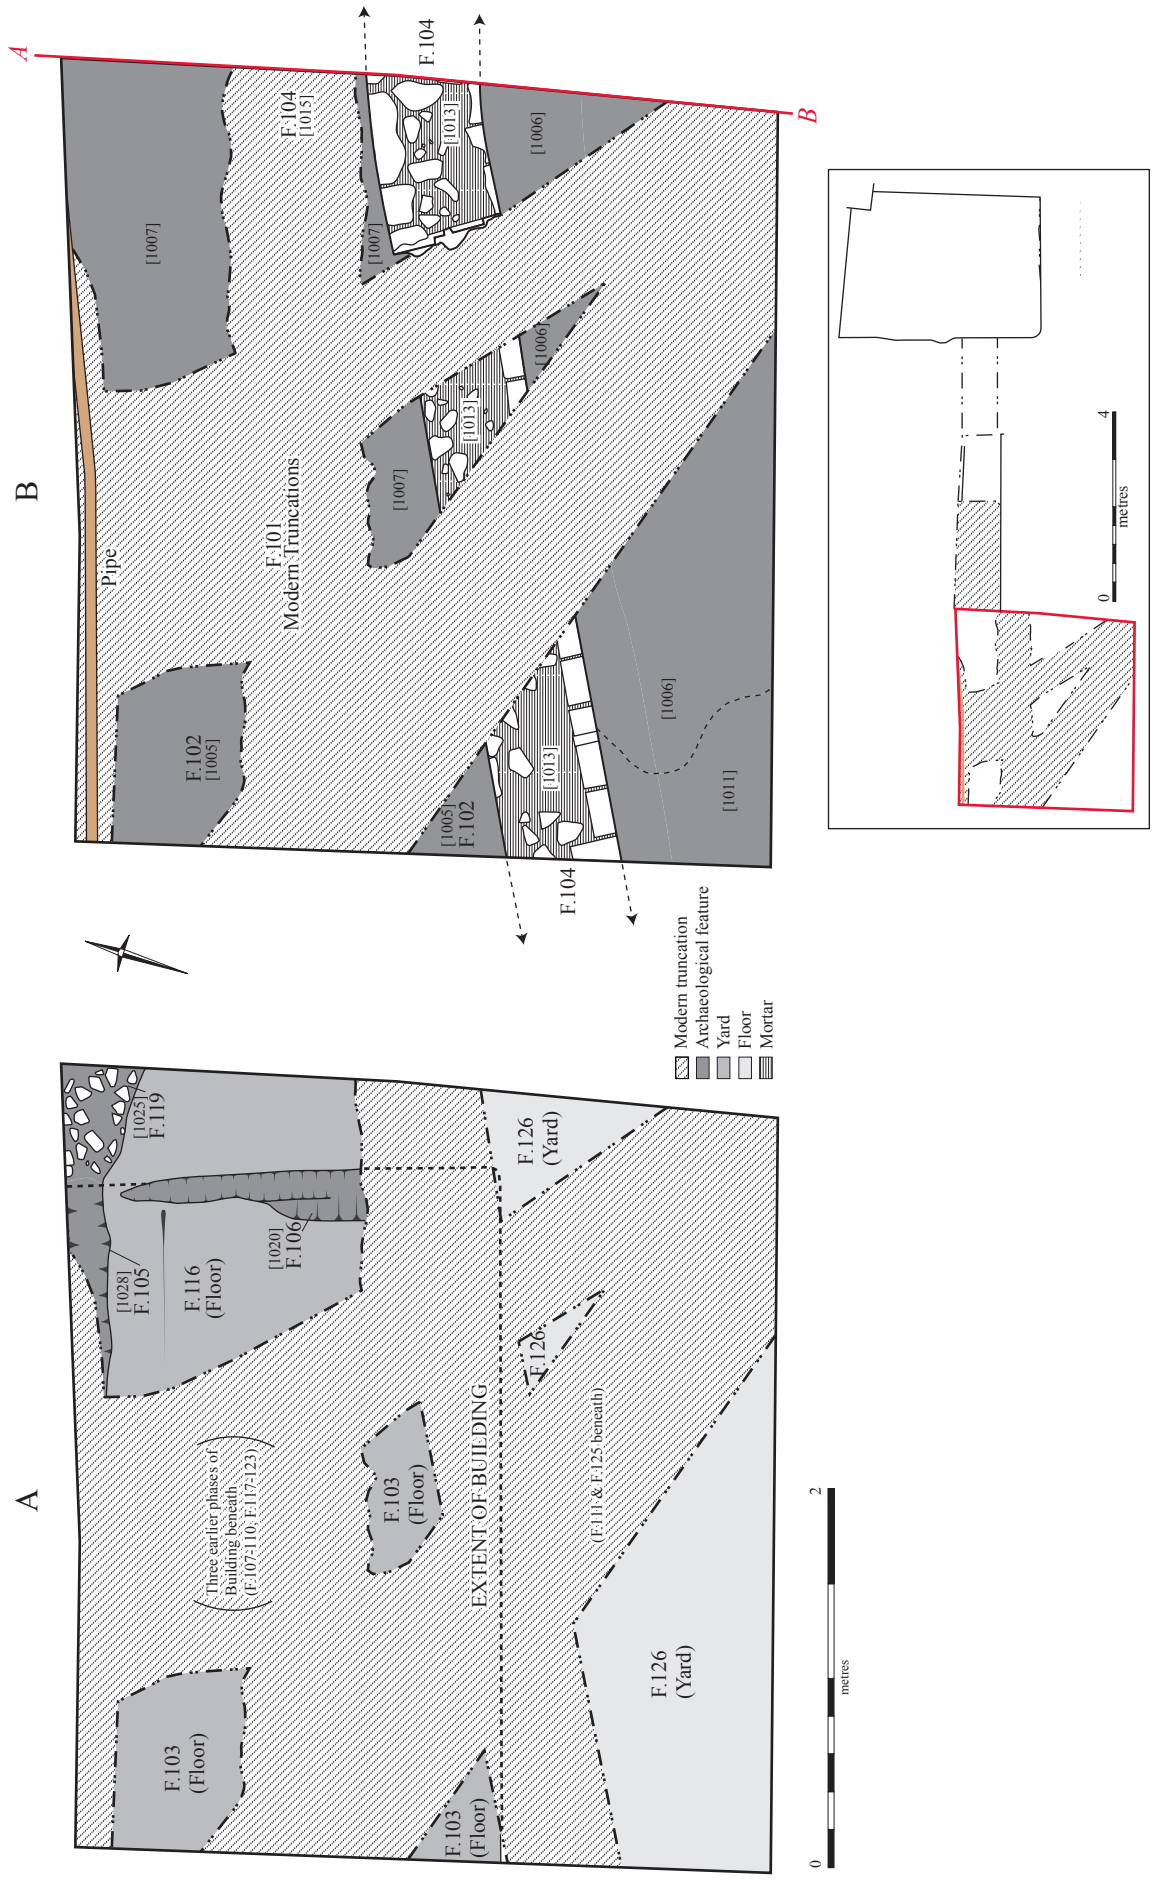 A
Three earlier phases of
Building beneath
(F.107-110; F.117-123)
F.103
(Floor)
F.103
(Floor)
F.103
(Floor)
[1028]
F.105
F.116
(Floor)
[1020]
F.106
[1025]
F.119
EXTENT OF BUILDING
F.126
(Yard)
F.126
(F.111 & F.125 beneath)
F.126
(Yard)
0
2
metres
Modern truncation
Archaeological feature
Yard
Floor
Mortar
B
Pipe
F.102
[1005]
F.101
Modern Truncations
[1007]
F.104
[1015]
[1007]
[1007]
[1013]
F.104
[1006]
[1013]
[1006]
[1005]
F.102
[1013]
F.104
[1006]
[1011]
A
B
0
4
metres